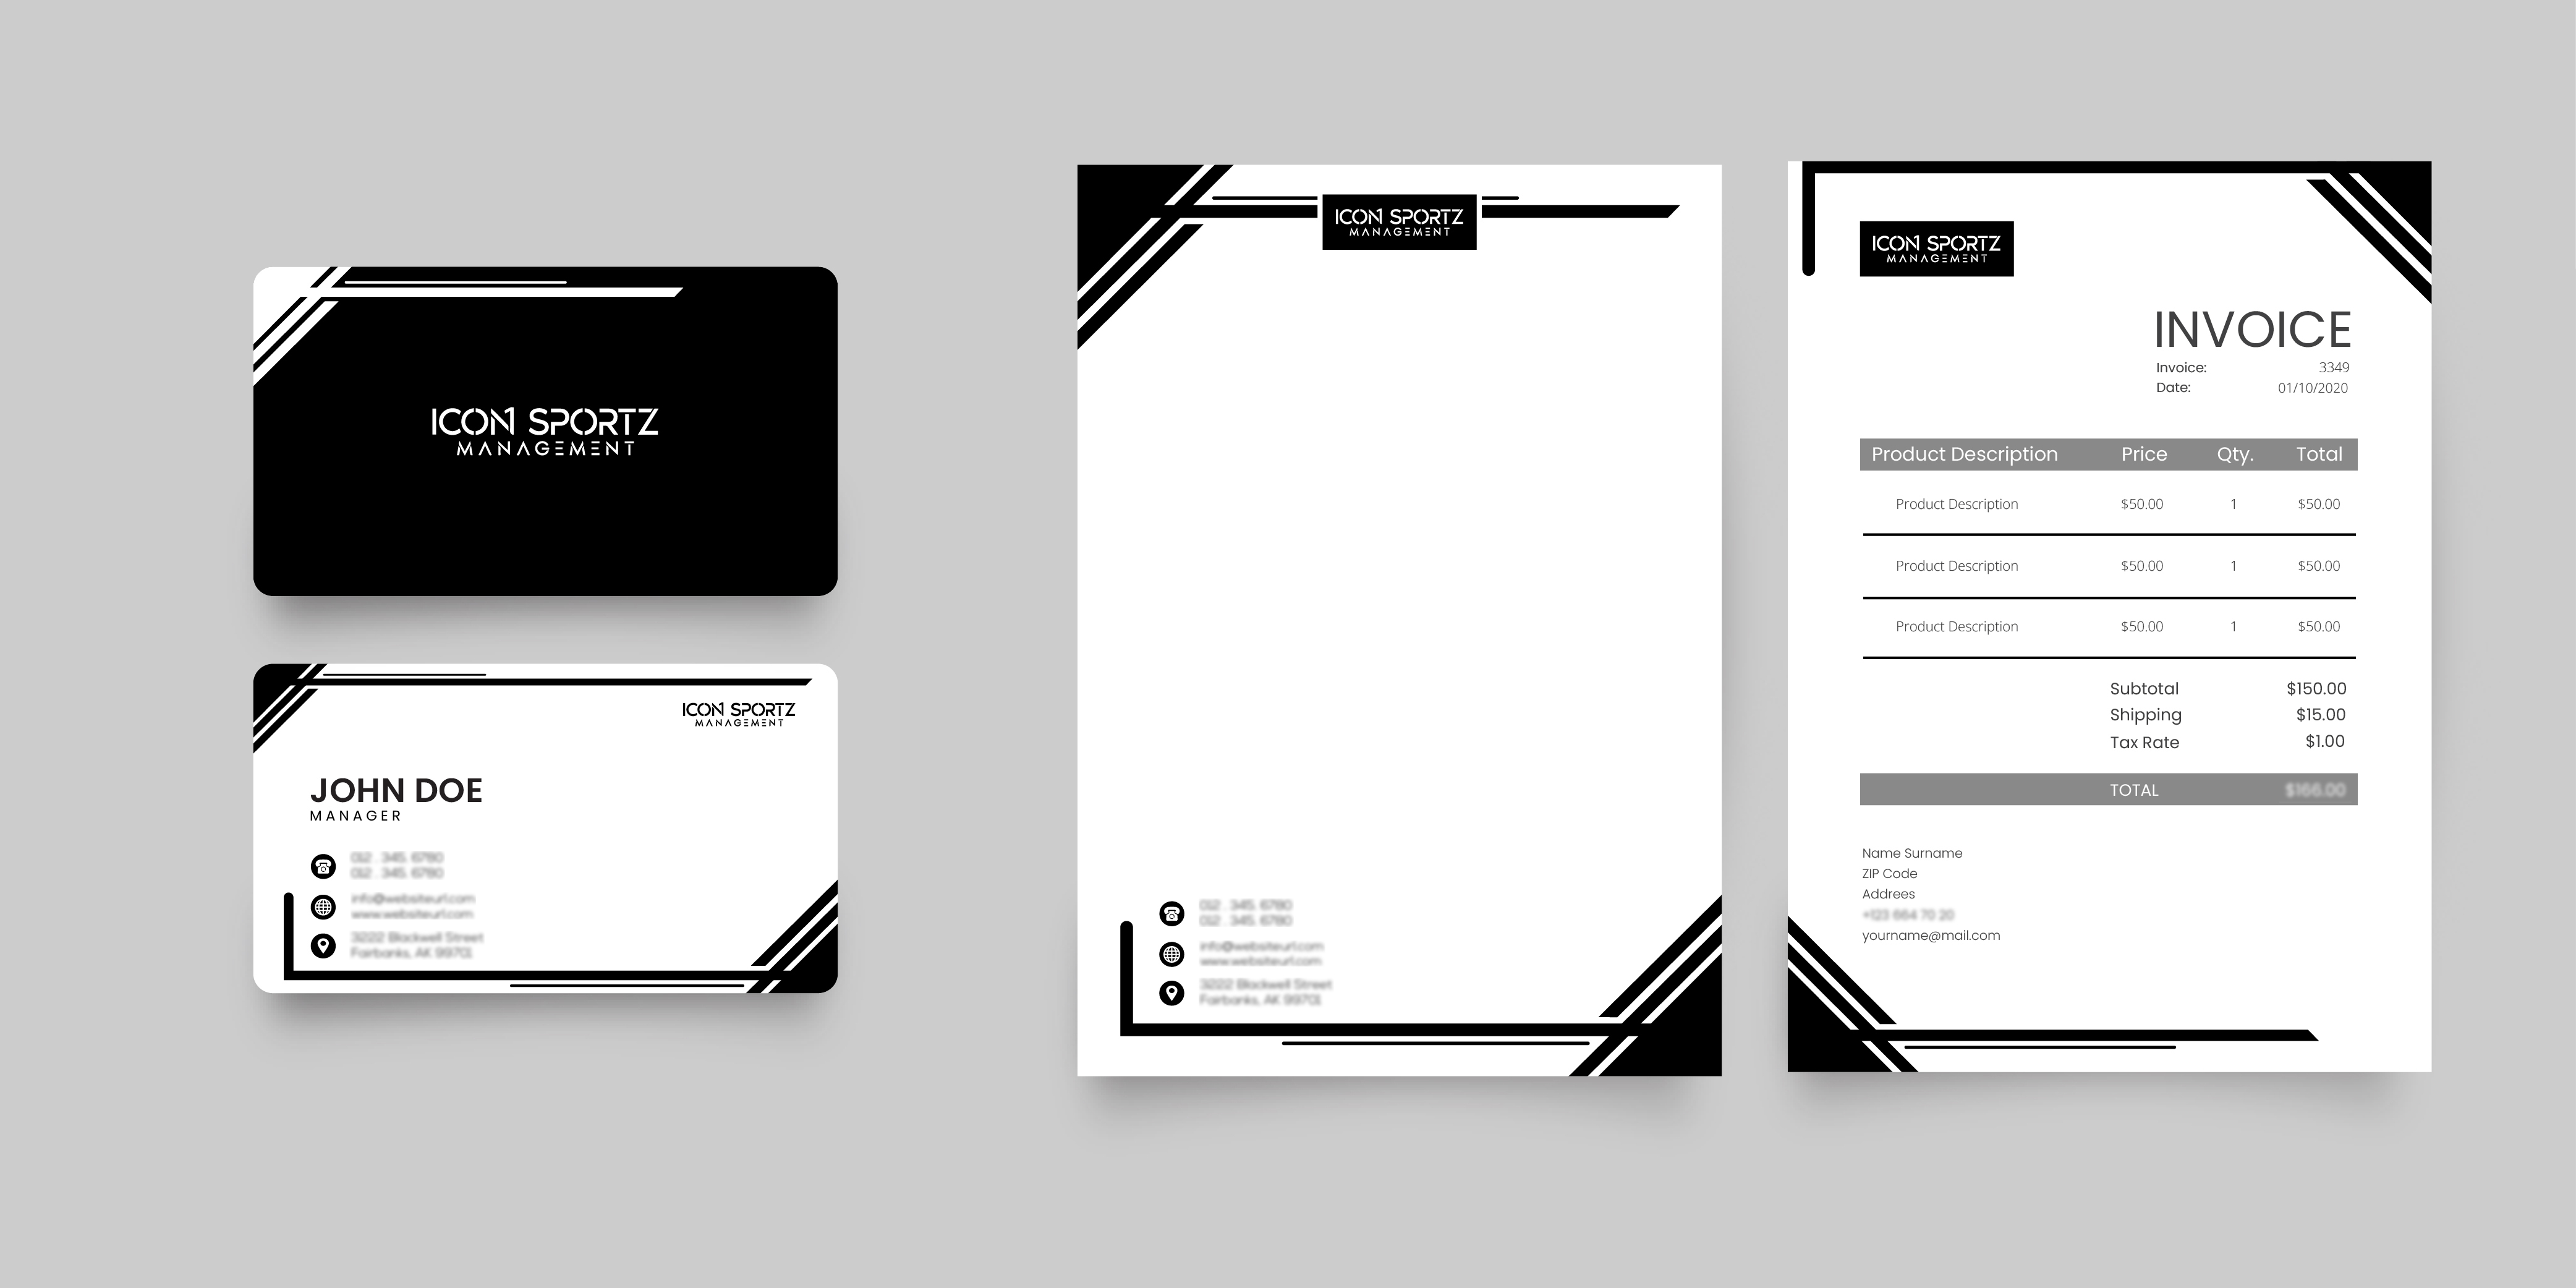 ICON SPORTZ
MANAGEMENT
ICON SPORTZ
MANAGEMENT
JOHN DOE
MANAGER
012 . 345. 6780
012 . 345. 6780
info@websiteurl.com
www.websiteurl.com
3222 Blackwell Street
Fairbanks, AK 99701
ICON SPORTZ
MANAGEMENT
012 . 345. 6780
012 . 345. 6780
info@websiteurl.com
www.websiteurl.com
3222 Blackwell Street
Fairbanks, AK 99701
ICON SPORTZ
MANAGEMENT
INVOICE
Invoice: 3349
Date: 01/10/2020
Product Description Price Qty. Total
Product Description $50.00 1 $50.00
Product Description $50.00 1 $50.00
Product Description $50.00 1 $50.00
Subtotal $150.00
Shipping $15.00
Tax Rate $1.00
TOTAL $166.00
Name Surname
ZIP Code
Addrees
+123 664 70 20
yourname@mail.com